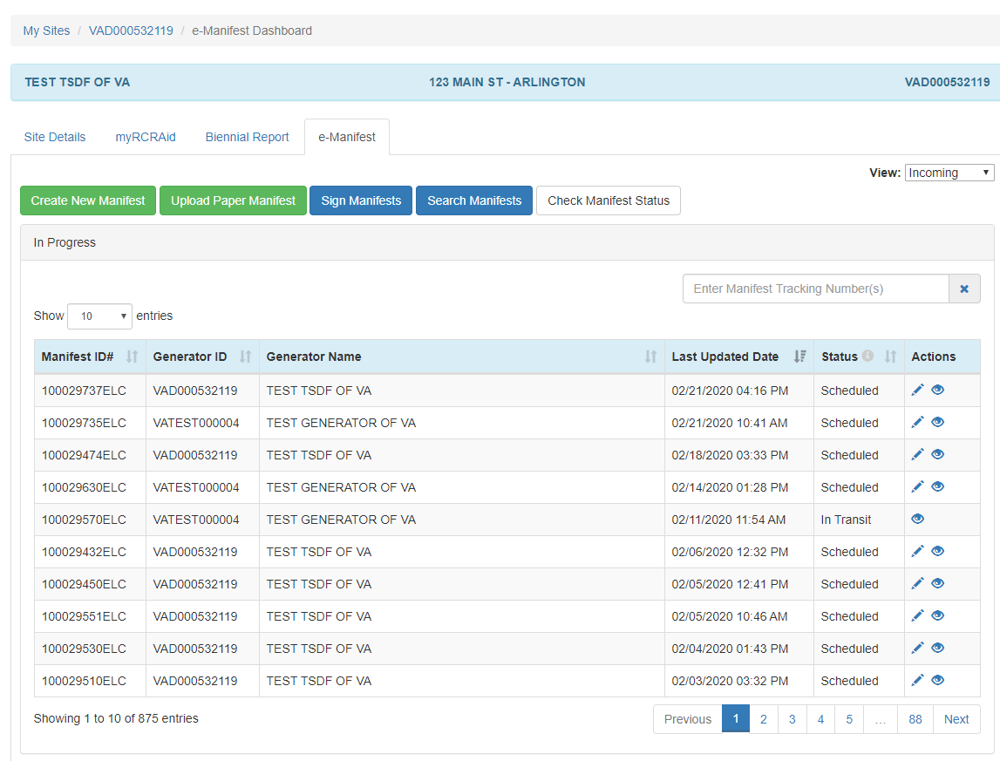 My Sites / VAD000532119 / e-Manifest Dashboard
TEST TSDF OF VA 123 MAIN ST - ARLINGTON VAD000532119
Site Details myRCRAid Biennial Report e-Manifest
View: Incoming
Create New Manifest Upload Paper Manifest Sign Manifests Search Manifests Check Manifest Status
In Progress
Enter Manifest Tracking Number(s)
Show 10 entries
Manifest ID# Generator ID Generator Name Last Updated Date Status Actions
100029737ELC VAD000532119 TEST TSDF OF VA 02/21/2020 04:16 PM Scheduled
100029735ELC VATEST000004 TEST GENERATOR OF VA 02/21/2020 10:41 AM Scheduled
100029474ELC VAD000532119 TEST TSDF OF VA 02/18/2020 03:33 PM Scheduled
100029630ELC VATEST000004 TEST GENERATOR OF VA 02/14/2020 01:28 PM Scheduled
100029570ELC VATEST000004 TEST GENERATOR OF VA 02/11/2020 11:54 AM In Transit
100029432ELC VAD000532119 TEST TSDF OF VA 02/06/2020 12:32 PM Scheduled
100029450ELC VAD000532119 TEST TSDF OF VA 02/05/2020 12:41 PM Scheduled
100029551ELC VAD000532119 TEST TSDF OF VA 02/05/2020 10:46 AM Scheduled
100029530ELC VAD000532119 TEST TSDF OF VA 02/04/2020 01:43 PM Scheduled
100029510ELC VAD000532119 TEST TSDF OF VA 02/03/2020 03:32 PM Scheduled
Showing 1 to 10 of 875 entries Previous 1 2 3 4 5 … 88 Next